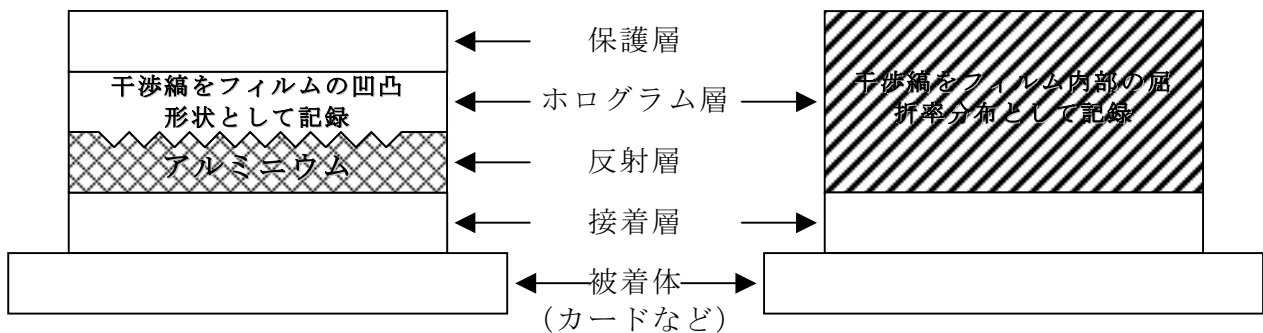 保護層
干渉縞をフィルムの凹凸
形状として記録
ホログラム層
干渉縞をフィルム内部の屈
折率分布として記録
アルミニウム
反射層
接着層
被着体
（カードなど）